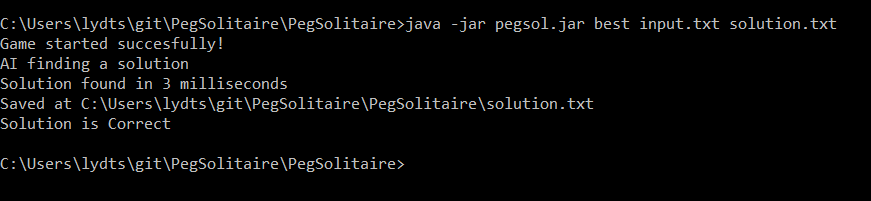 C:\Users\lydts\git\PegSolitaire\PegSolitaire>java -jar pegsol.jar best input.txt solution.txt
Game started succesfully!
AI finding a solution
Solution found in 3 milliseconds
Saved at C:\Users\lydts\git\PegSolitaire\PegSolitaire\solution.txt
Solution is Correct
C:\Users\lydts\git\PegSolitaire\PegSolitaire>